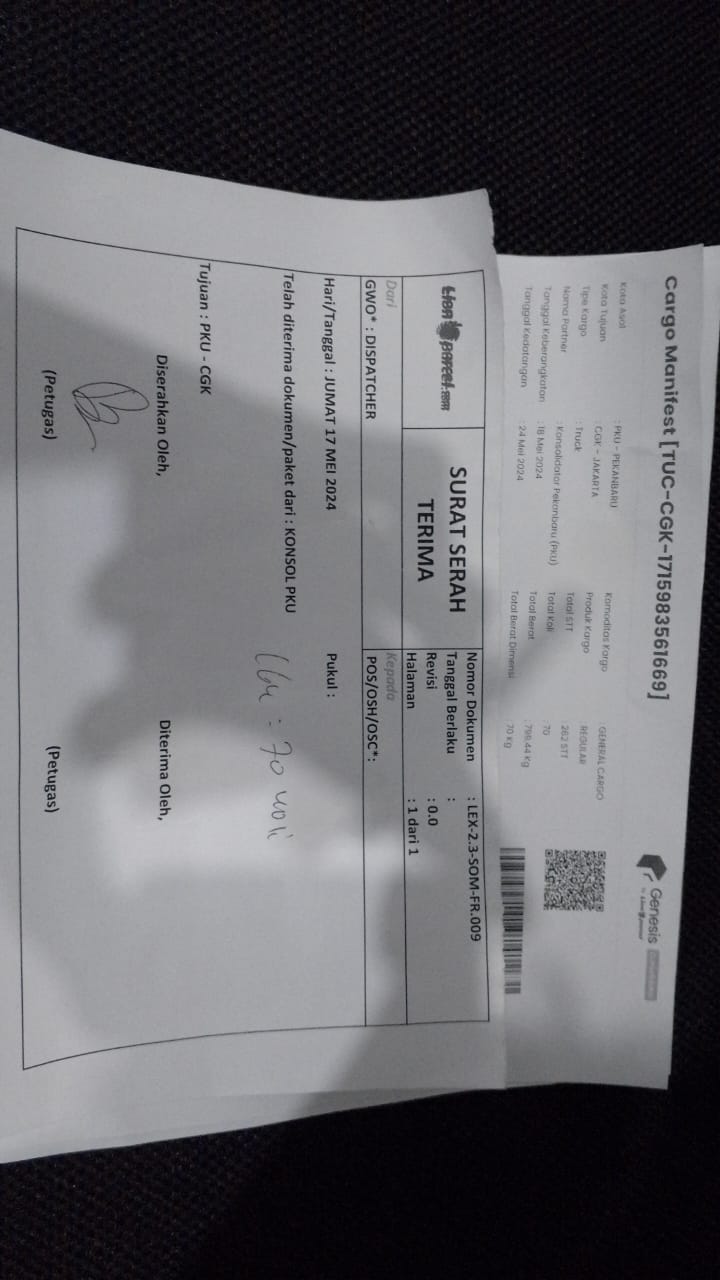 Cargo Manifest [TUC-CGK-1715983561669]
Genesis
Kota Asal : PKU - PEKANBARU Komoditas Kargo : GENERAL CARGO
Kota Tujuan : CGK - JAKARTA Produk Kargo : REGULAR
Tipe Kargo : Truck Total STT : 262 STT
Nama Partner : Konsolidator Pekanbaru (PKU) Total Koli : 70
Tanggal Keberangkatan : 18 Mei 2024 Total Berat : 798.44 Kg
Tanggal Kedatangan : 24 Mei 2024 Total Berat Dimensi : 70 Kg
Lion parcel.com
SURAT SERAH
TERIMA
Nomor Dokumen : LEX-2.3-SOM-FR.009
Tanggal Berlaku :
Revisi : 0.0
Halaman : 1 dari 1
Dari Kepada
GWO* : DISPATCHER POS/OSH/OSC*:
Hari/Tanggal : JUMAT 17 MEI 2024 Pukul :
Telah diterima dokumen/paket dari : KONSOL PKU
: 70 koli
Tujuan : PKU - CGK
Diserahkan Oleh, Diterima Oleh,
(Petugas) (Petugas)